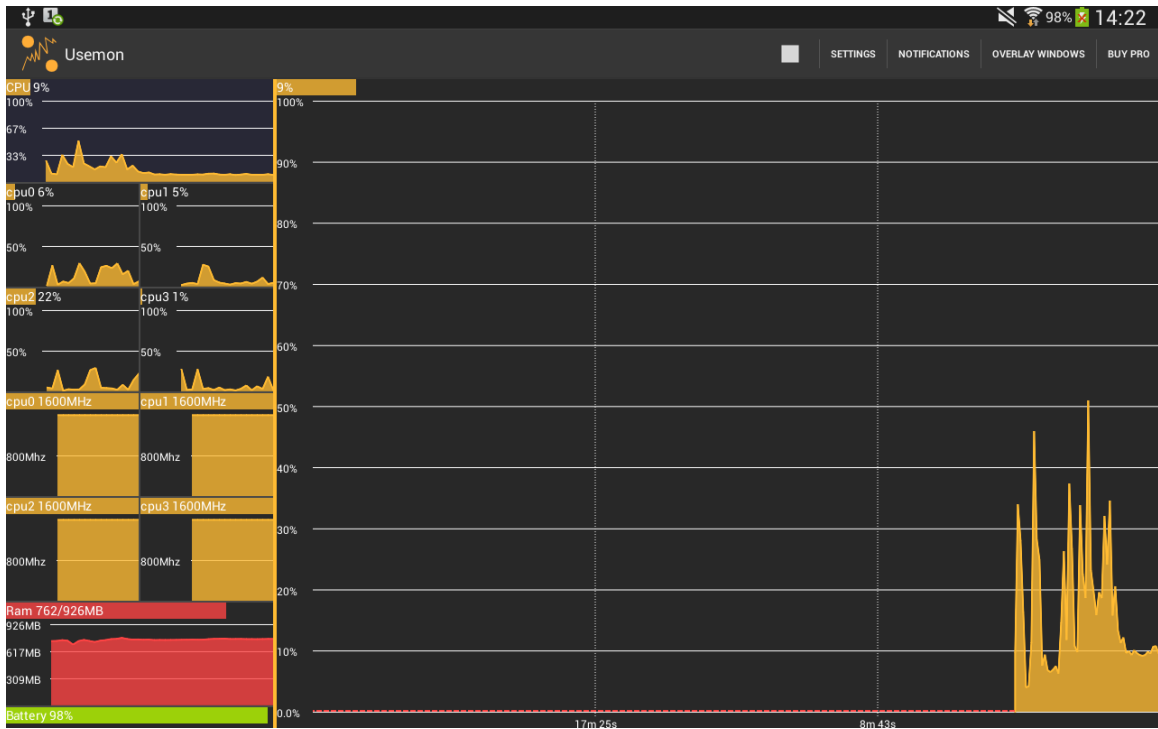 98% 14:22
Usemon SETTINGS NOTIFICATIONS OVERLAY WINDOWS BUY PRO
CPU 9%
100%
67%
33%
cpu0 6% cpu1 5%
100% 100%
50% 50%
cpu2 22% cpu3 1%
100% 100%
50% 50%
cpu0 1600MHz cpu1 1600MHz
800Mhz 800Mhz
cpu2 1600MHz cpu3 1600MHz
800Mhz 800Mhz
Ram 762/926MB
926MB
617MB
309MB
Battery 98%
9%
100%
90%
80%
70%
60%
50%
40%
30%
20%
10%
0.0%
17m 25s 8m 43s